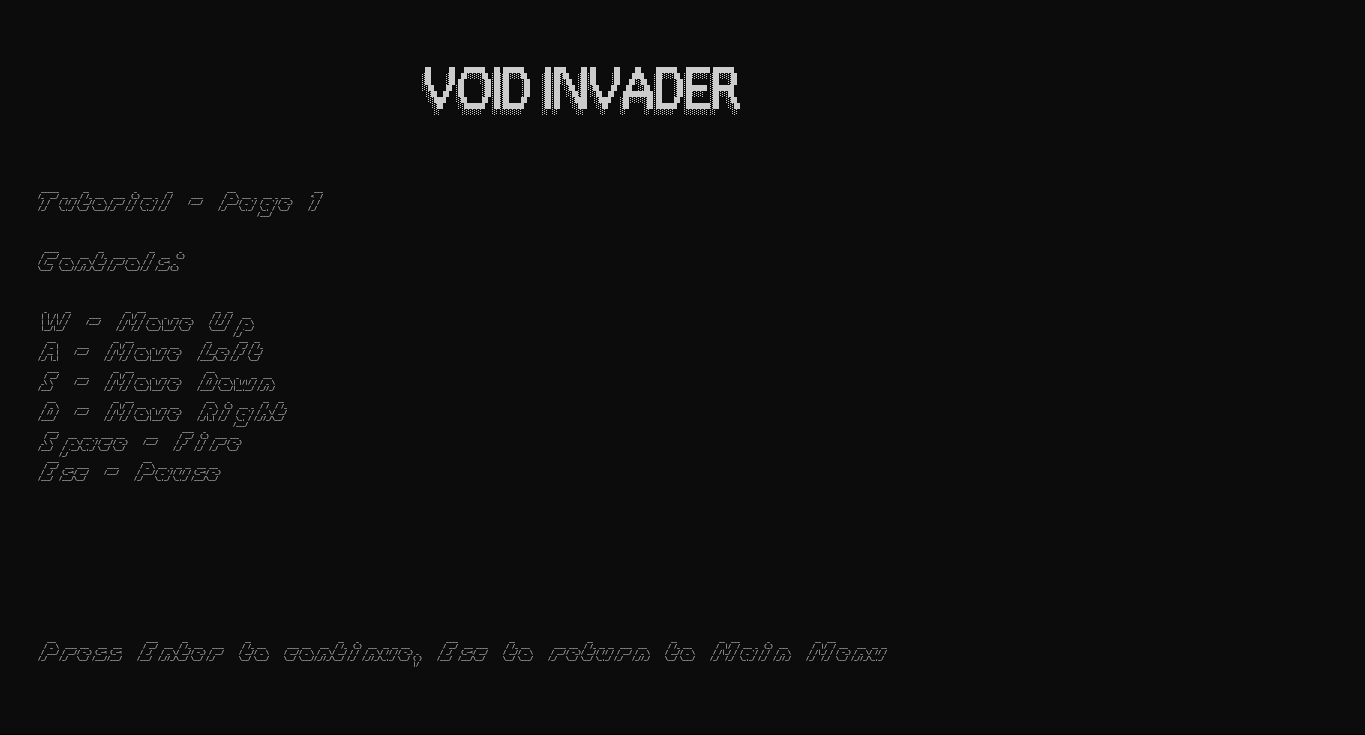 VOID INVADER
Tutorial - Page 1
Controls:
W - Move Up
A - Move Left
S - Move Down
D - Move Right
Space - Fire
Esc - Pause
Press Enter to continue, Esc to return to Main Menu